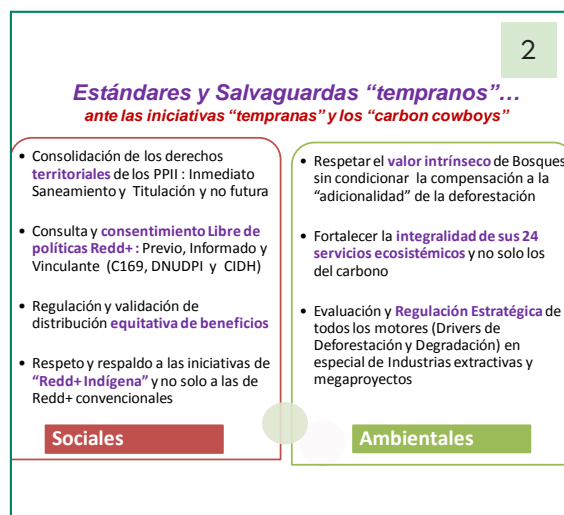 2
Estándares y Salvaguardas “tempranos”…
ante las iniciativas “tempranas” y los “carbon cowboys”
• Consolidación de los derechos
territoriales de los PPII : Inmediato
Saneamiento y Titulación y no futura
• Consulta y consentimiento Libre de
políticas Redd+ : Previo, Informado y
Vinculante (C169, DNUDPI y CIDH)
• Regulación y validación de
distribución equitativa de beneficios
• Respeto y respaldo a las iniciativas de
“Redd+ Indígena” y no solo a las de
Redd+ convencionales
Sociales
• Respetar el valor intrínseco de Bosques
sin condicionar la compensación a la
“adicionalidad” de la deforestación
• Fortalecer la integralidad de sus 24
servicios ecosistémicos y no solo los
del carbono
• Evaluación y Regulación Estratégica de
todos los motores (Drivers de
Deforestación y Degradación) en
especial de Industrias extractivas y
megaproyectos
Ambientales